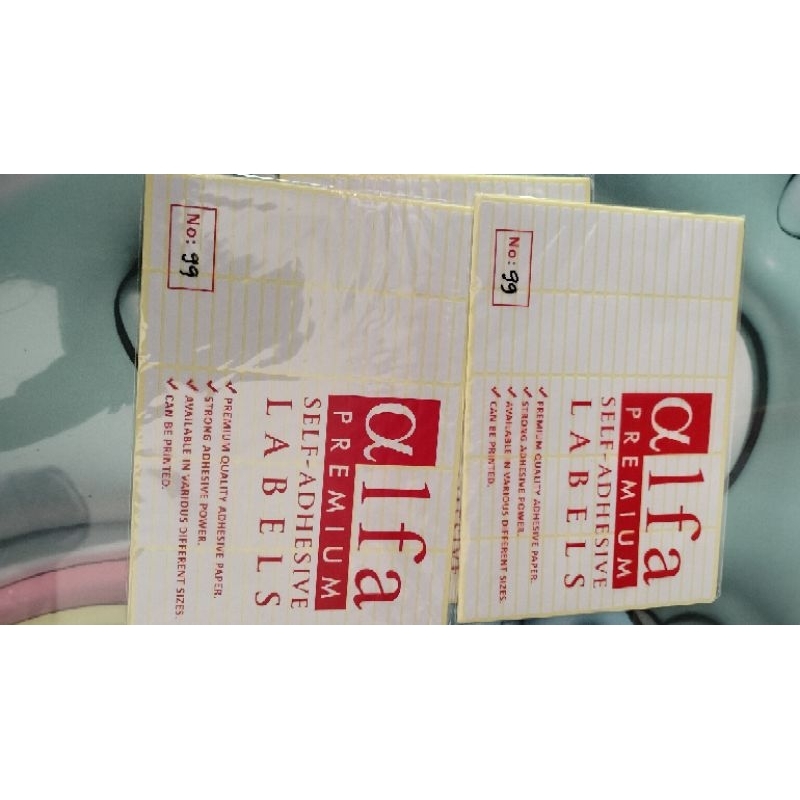 No: 99
αlfa
PREMIUM
SELF-ADHESIVE
LABELS
✓ PREMIUM QUALITY ADHESIVE PAPER.
✓ STRONG ADHESIVE POWER.
✓ AVAILABLE IN VARIOUS DIFFERENT SIZES.
✓ CAN BE PRINTED.
No: 99
αlfa
PREMIUM
SELF-ADHESIVE
LABELS
✓ PREMIUM QUALITY ADHESIVE PAPER.
✓ STRONG ADHESIVE POWER.
✓ AVAILABLE IN VARIOUS DIFFERENT SIZES.
✓ CAN BE PRINTED.